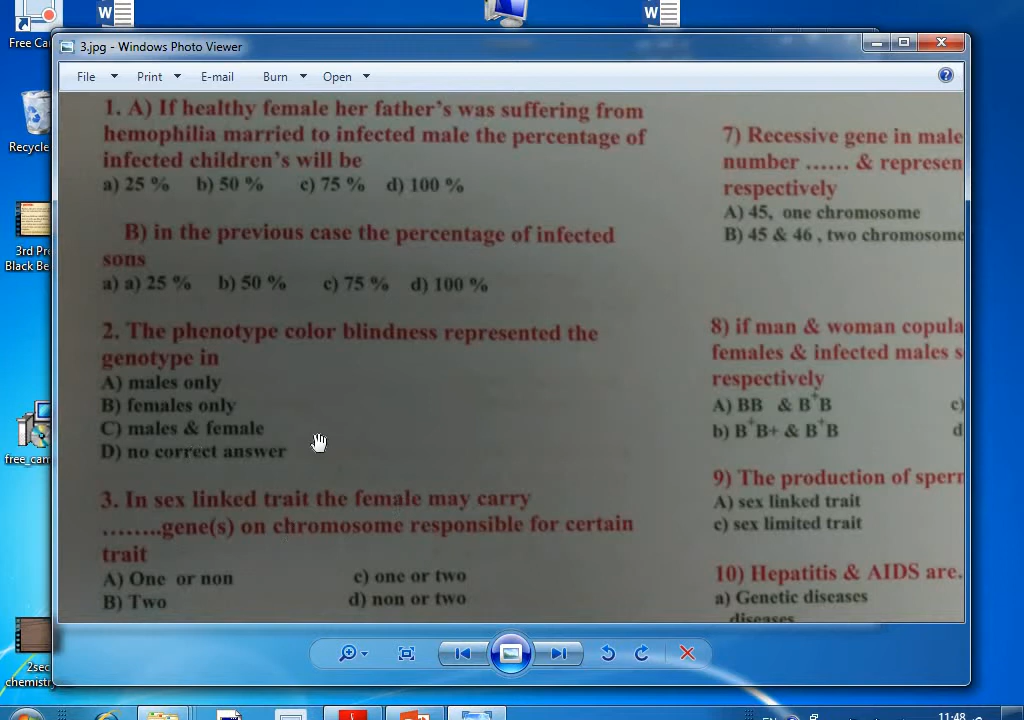 Free Ca
3.jpg - Windows Photo Viewer
File Print E-mail Burn Open
Recycle
3rd Pr
Black Be
free_can
2sec
chemistry
1. A) If healthy female her father's was suffering from
hemophilia married to infected male the percentage of
infected children's will be
a) 25 % b) 50 % c) 75 % d) 100 %
B) in the previous case the percentage of infected
sons
a) a) 25 % b) 50 % c) 75 % d) 100 %
2. The phenotype color blindness represented the
genotype in
A) males only
B) females only
C) males & female
D) no correct answer
3. In sex linked trait the female may carry
........gene(s) on chromosome responsible for certain
trait
A) One or non c) one or two
B) Two d) non or two
7) Recessive gene in male
number ...... & represen
respectively
A) 45, one chromosome
B) 45 & 46 , two chromosome
8) if man & woman copula
females & infected males s
respectively
A) BB & B+B c)
b) B+B+ & B+B d
9) The production of sperm
A) sex linked trait
c) sex limited trait
10) Hepatitis & AIDS are.
a) Genetic diseases
diseases
EN 11:48